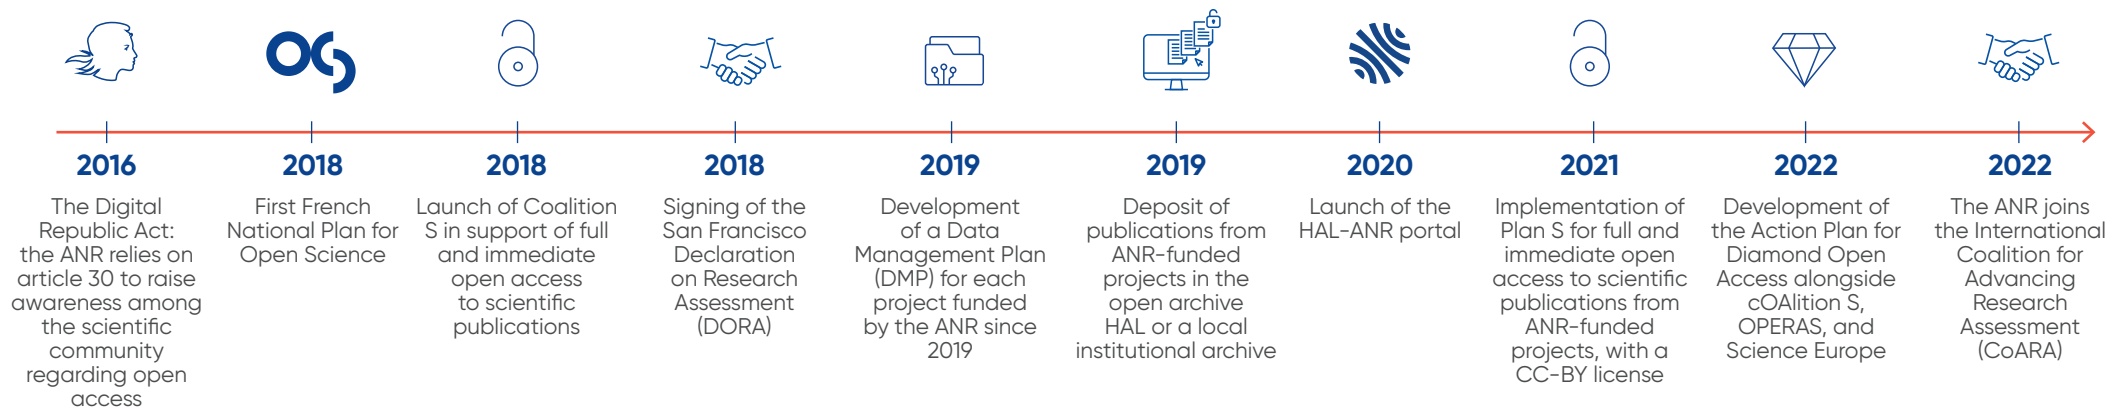 2016
The Digital
Republic Act:
the ANR relies on
article 30 to raise
awareness among
the scientific
community
regarding open
access
2018
First French
National Plan for
Open Science
2018
Launch of Coalition
S in support of full
and immediate
open access
to scientific
publications
2018
Signing of the
San Francisco
Declaration
on Research
Assessment
(DORA)
2019
Development
of a Data
Management Plan
(DMP) for each
project funded
by the ANR since
2019
2019
Deposit of
publications from
ANR-funded
projects in the
open archive
HAL or a local
institutional archive
2020
Launch of the
HAL-ANR portal
2021
Implementation of
Plan S for full and
immediate open
access to scientific
publications from
ANR-funded
projects, with a
CC-BY license
2022
Development of
the Action Plan for
Diamond Open
Access alongside
cOAlition S,
OPERAS, and
Science Europe
2022
The ANR joins
the International
Coalition for
Advancing
Research
Assessment
(CoARA)